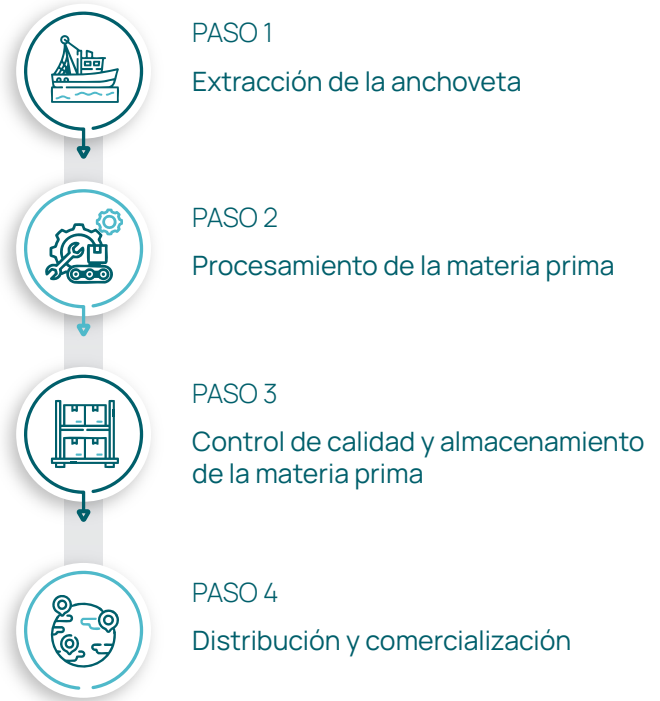 PASO 1
Extracción de la anchoveta
PASO 2
Procesamiento de la materia prima
PASO 3
Control de calidad y almacenamiento
de la materia prima
PASO 4
Distribución y comercialización